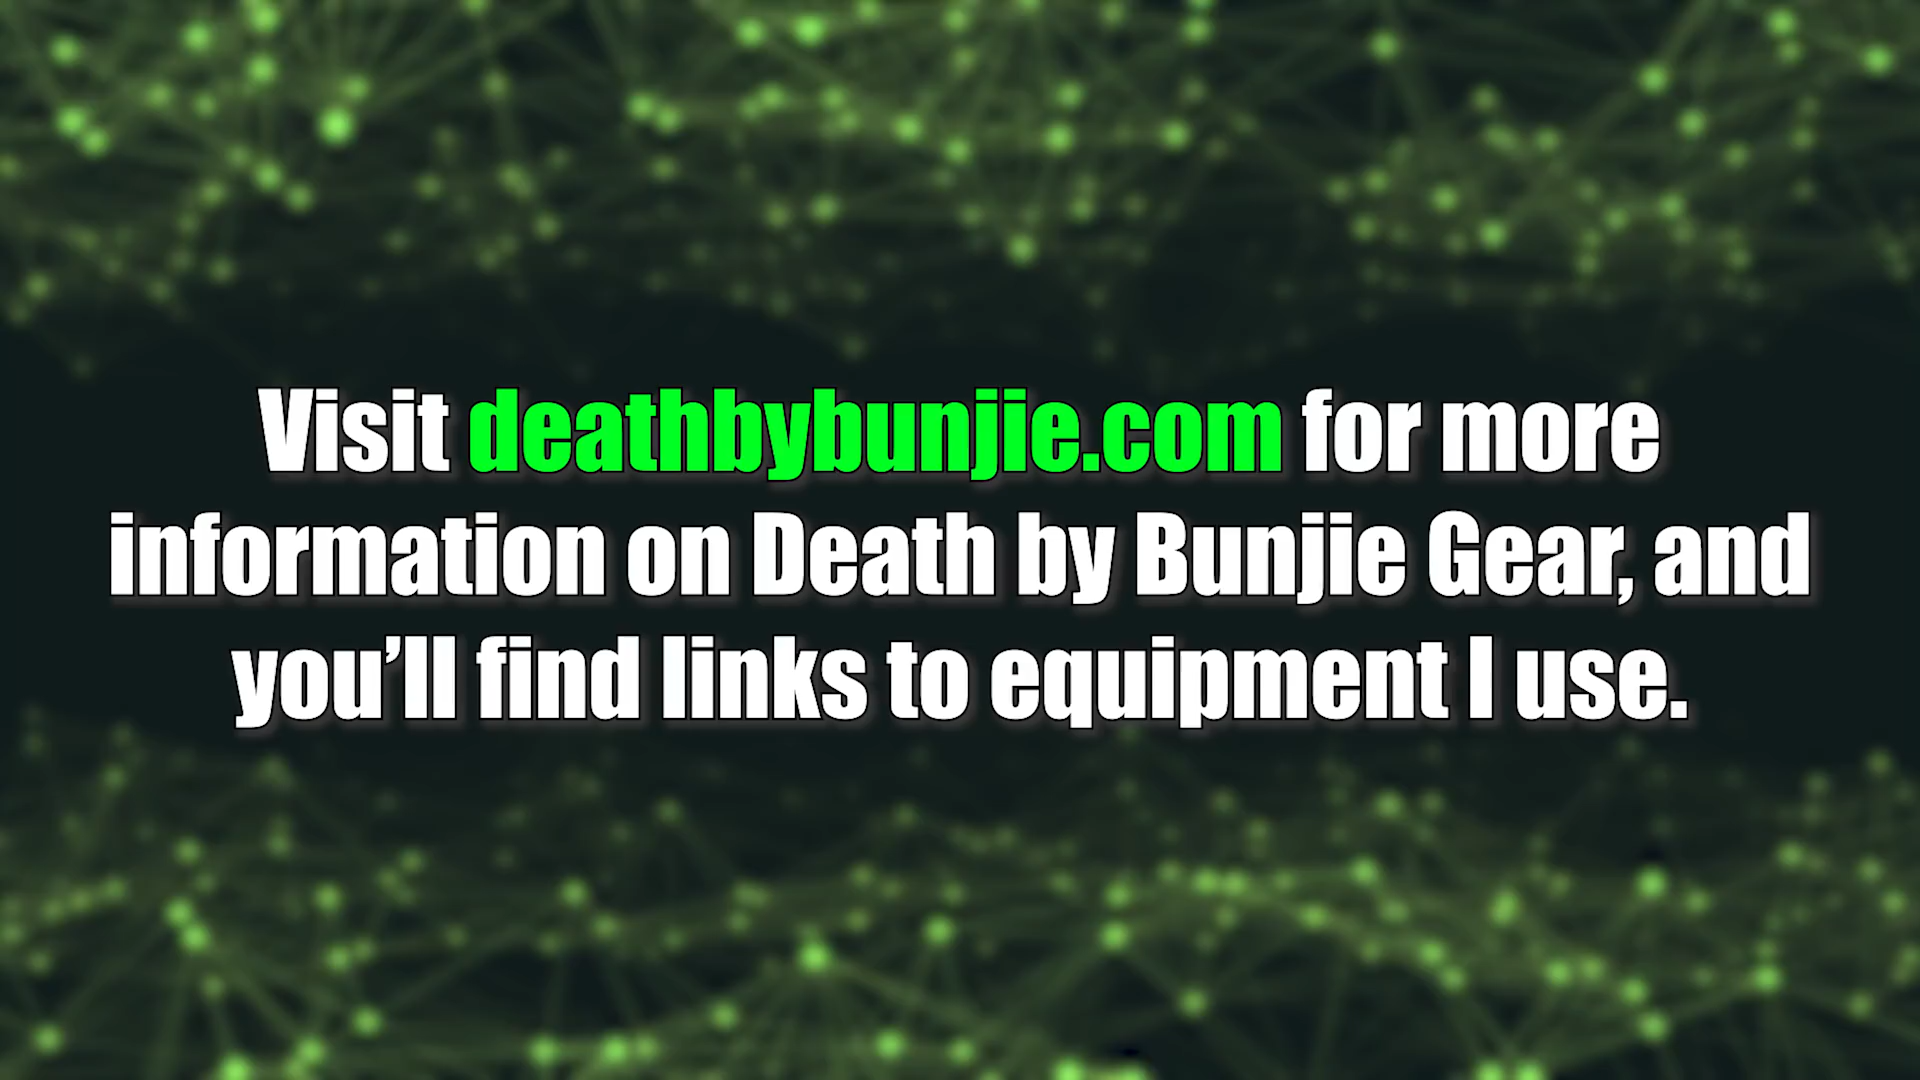 Visit deathbybunjie.com for more
information on Death by Bunjie Gear, and
you’ll find links to equipment I use.